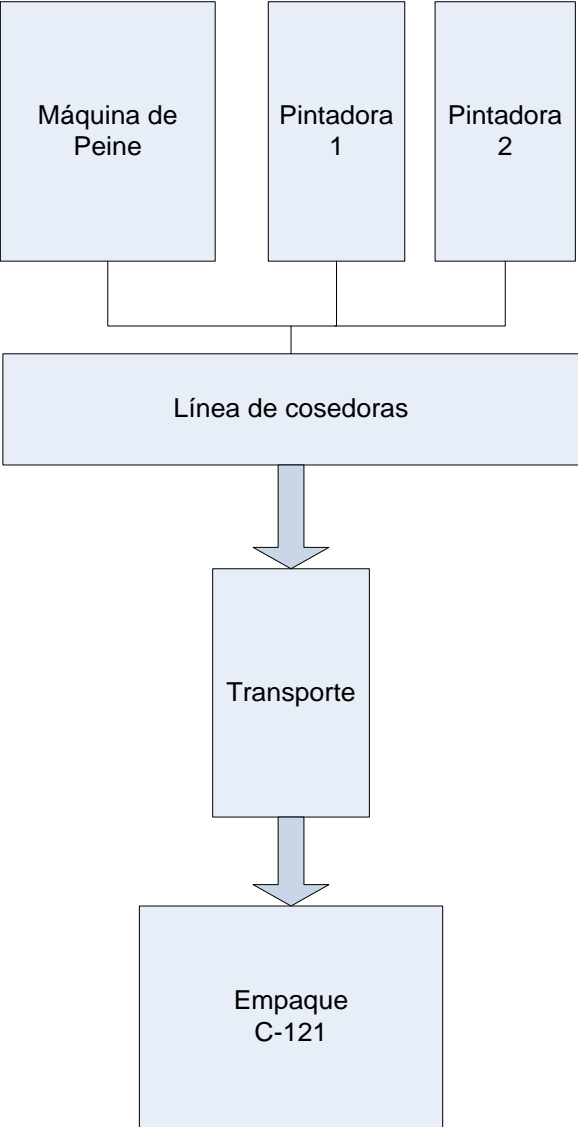 Máquina de
Peine
Pintadora
1
Pintadora
2
Línea de cosedoras
Transporte
Empaque
C-121